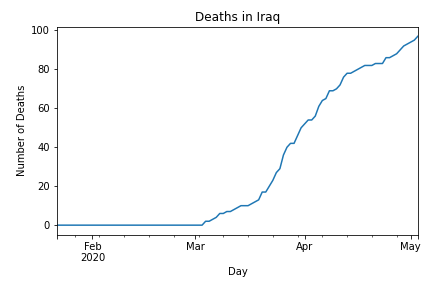 Deaths in Iraq
100
80
60
40
20
0
Number of Deaths
Feb
2020
Mar
Apr
May
Day